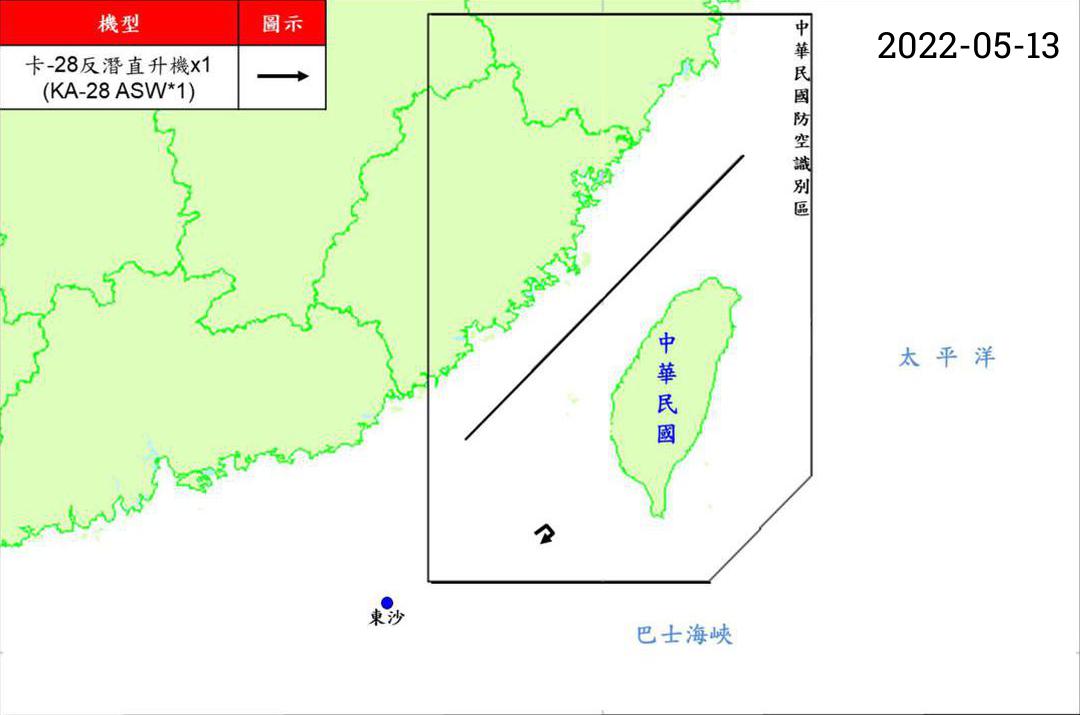 機型
圖示
卡-28反潛直升機x1
(KA-28 ASW*1)
2022-05-13
中華民國防空識別區
中華民國
太平洋
東沙
巴士海峽